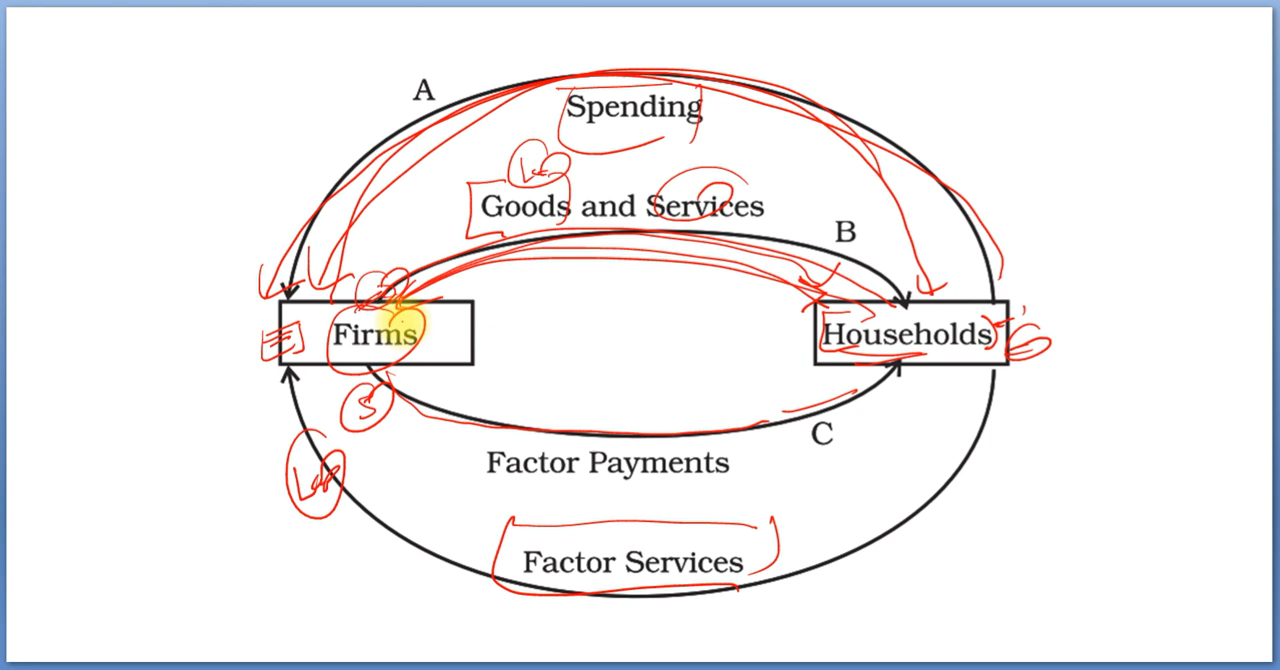 A
Spending
Goods and Services
B
Firms
Households
C
Factor Payments
Factor Services